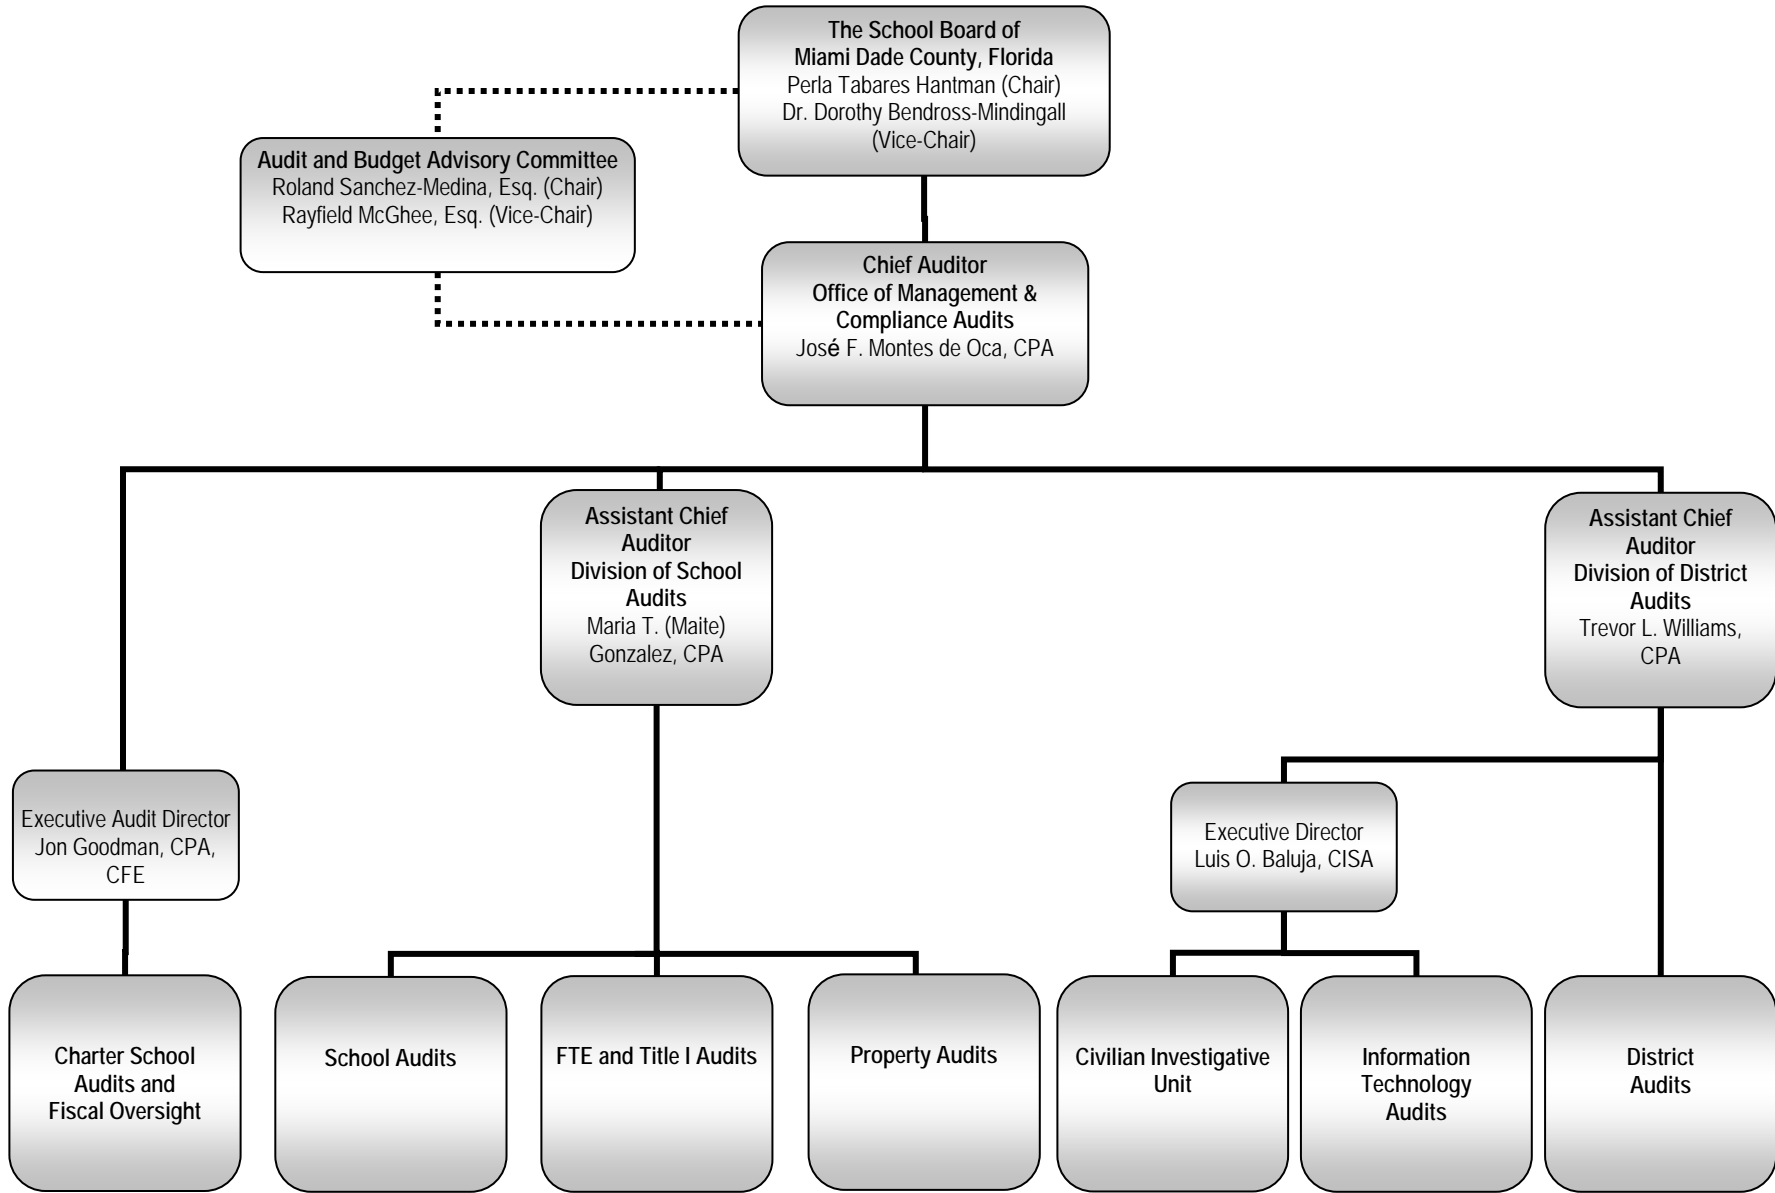 The School Board of
Miami Dade County, Florida
Perla Tabares Hantman (Chair)
Dr. Dorothy Bendross-Mindingall
(Vice-Chair)
Audit and Budget Advisory Committee
Roland Sanchez-Medina, Esq. (Chair)
Rayfield McGhee, Esq. (Vice-Chair)
Chief Auditor
Office of Management &
Compliance Audits
José F. Montes de Oca, CPA
Assistant Chief
Auditor
Division of School
Audits
Maria T. (Maite)
Gonzalez, CPA
Assistant Chief
Auditor
Division of District
Audits
Trevor L. Williams,
CPA
Executive Audit Director
Jon Goodman, CPA,
CFE
Executive Director
Luis O. Baluja, CISA
Charter School
Audits and
Fiscal Oversight
School Audits
FTE and Title I Audits
Property Audits
Civilian Investigative
Unit
Information
Technology
Audits
District
Audits